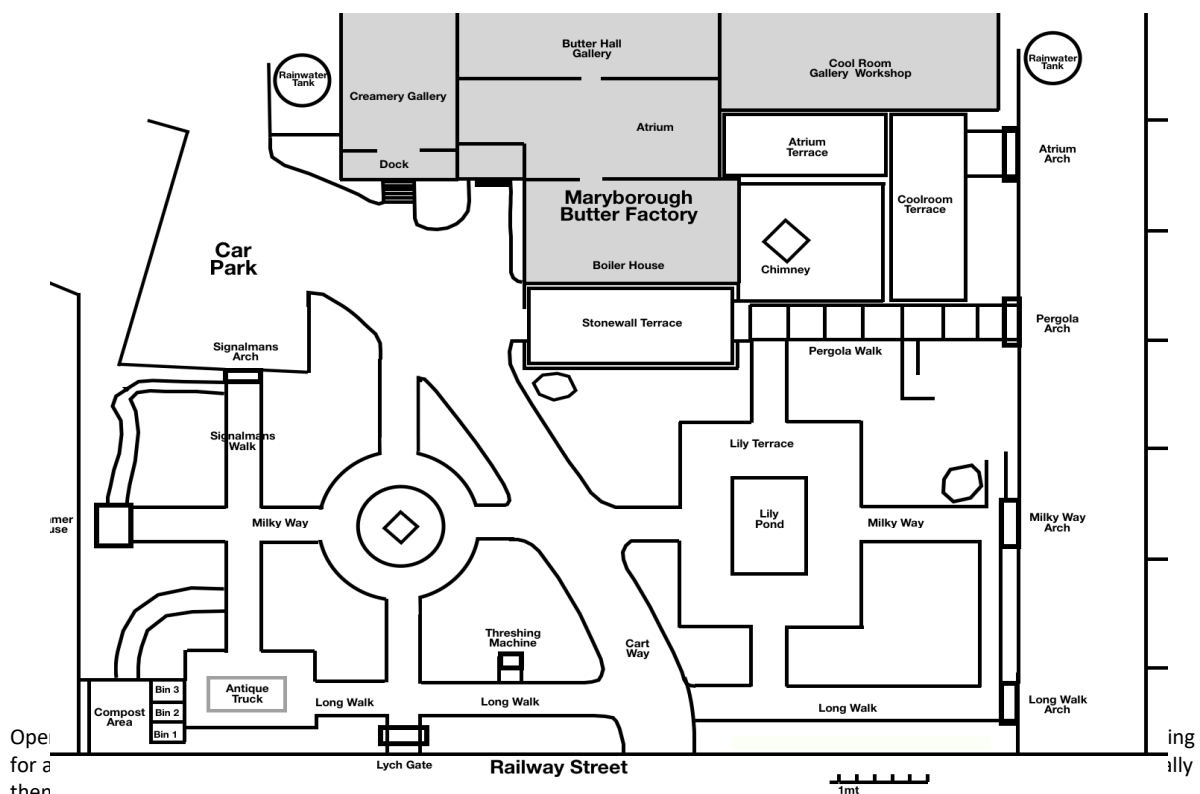 Butter Hall
Gallery
Cool Room
Gallery Workshop
Rainwater
Tank
Rainwater
Tank
Creamery Gallery
Atrium
Atrium
Terrace
Atrium
Arch
Dock
Maryborough
Butter Factory
Coolroom
Terrace
Car
Park
Boiler House
Chimney
Stonewall Terrace
Pergola
Arch
Signalmans
Arch
Pergola Walk
Signalmans
Walk
Lily Terrace
Milky Way
Lily
Pond
Milky Way
Milky Way
Arch
Threshing
Machine
Cart
Way
Bin 3
Bin 2
Bin 1
Compost
Area
Antique
Truck
Long Walk
Long Walk
Long Walk
Long Walk
Arch
Lych Gate
Railway Street
1mt
for a